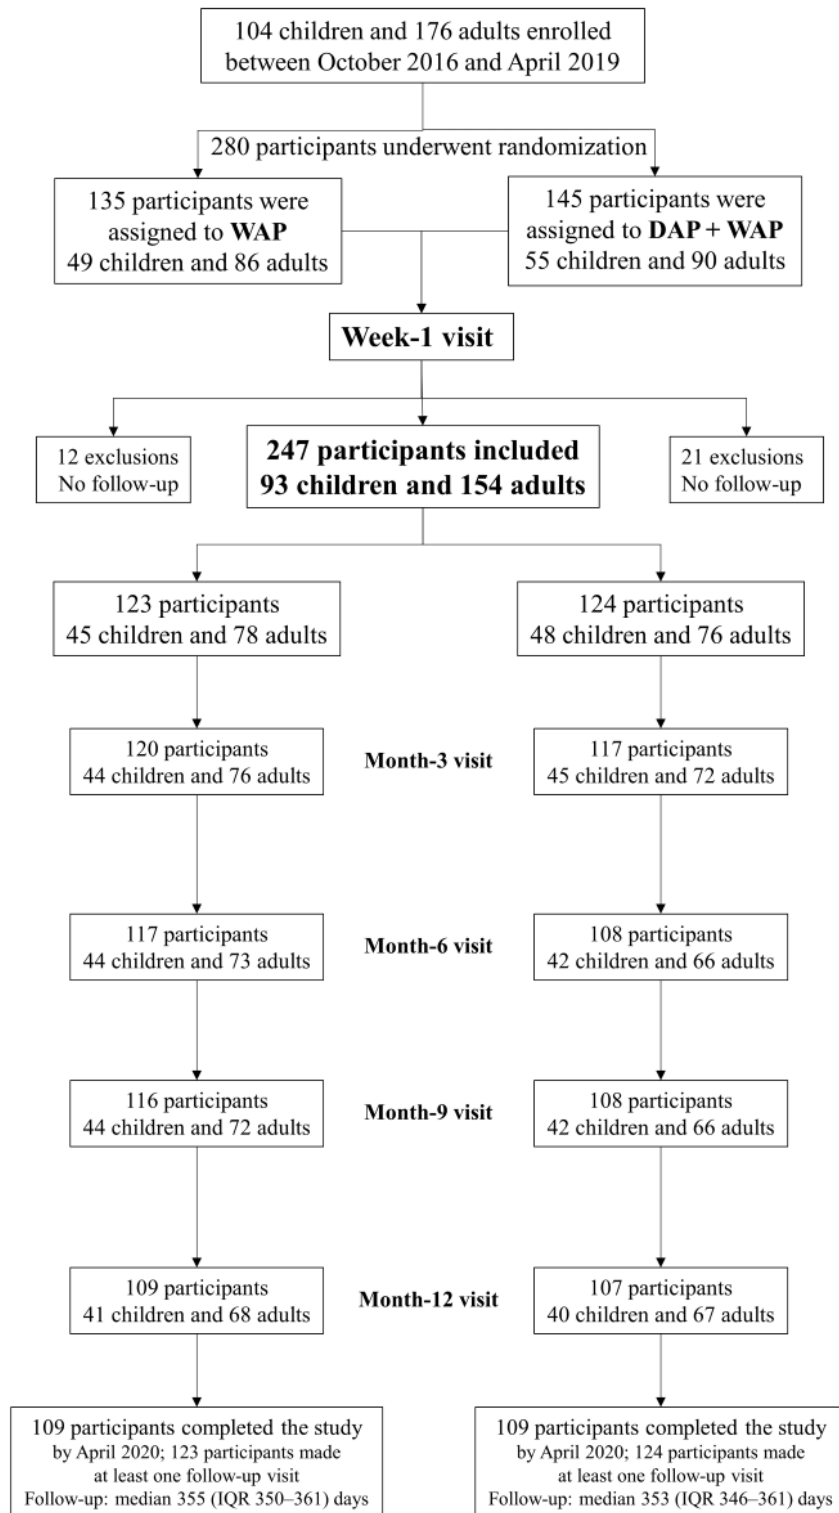 104 children and 176 adults enrolled
between October 2016 and April 2019
280 participants underwent randomization
135 participants were
assigned to WAP
49 children and 86 adults
145 participants were
assigned to DAP + WAP
55 children and 90 adults
Week-1 visit
12 exclusions
No follow-up
247 participants included
93 children and 154 adults
21 exclusions
No follow-up
123 participants
45 children and 78 adults
124 participants
48 children and 76 adults
120 participants
44 children and 76 adults
Month-3 visit
117 participants
45 children and 72 adults
117 participants
44 children and 73 adults
Month-6 visit
108 participants
42 children and 66 adults
116 participants
44 children and 72 adults
Month-9 visit
108 participants
42 children and 66 adults
109 participants
41 children and 68 adults
Month-12 visit
107 participants
40 children and 67 adults
109 participants completed the study
by April 2020; 123 participants made
at least one follow-up visit
Follow-up: median 355 (IQR 350–361) days
109 participants completed the study
by April 2020; 124 participants made
at least one follow-up visit
Follow-up: median 353 (IQR 346–361) days